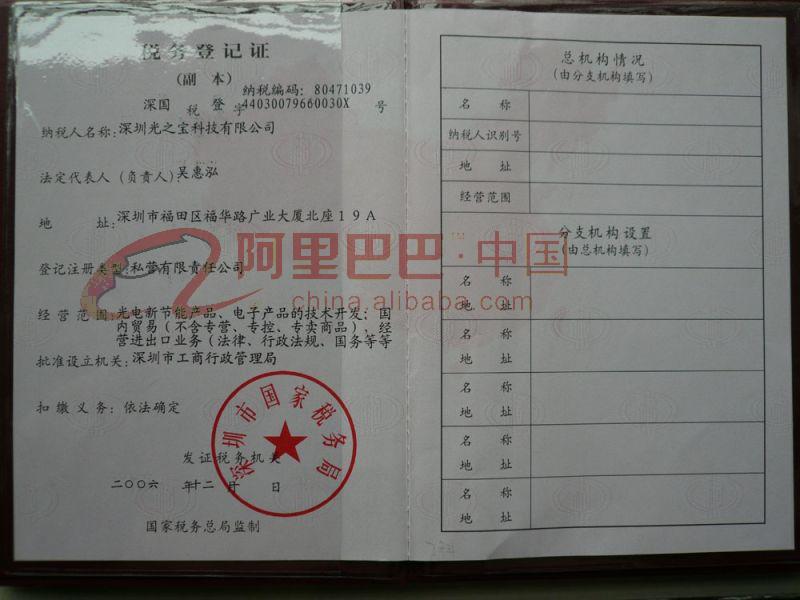 税务登记证
(副 本)
纳税编码: 80471039
深国 税 登 字 44030079660030X 号
纳税人名称: 深圳光之宝科技有限公司
法定代表人 (负责人): 吴惠泓
地 址: 深圳市福田区福华路广业大厦北座19A
登记注册类型: 私营有限责任公司
经营范围: 光电新节能产品、电子产品的技术开发; 国
内贸易 (不含专营、专控、专卖商品), 经
营进出口业务 (法律、行政法规、国务等等
批准设立机关: 深圳市工商行政管理局
扣缴义务: 依法确定
发证税务机关
二〇〇六 年十二 月 日
国家税务总局监制
深圳市国家税务局
总机构情况
(由分支机构填写)
名 称
纳税人识别号
地 址
经营范围
分支机构设置
(由总机构填写)
名 称
地 址
名 称
地 址
名 称
地 址
名 称
地 址
名 称
地 址
阿里巴巴·中国
china.alibaba.com